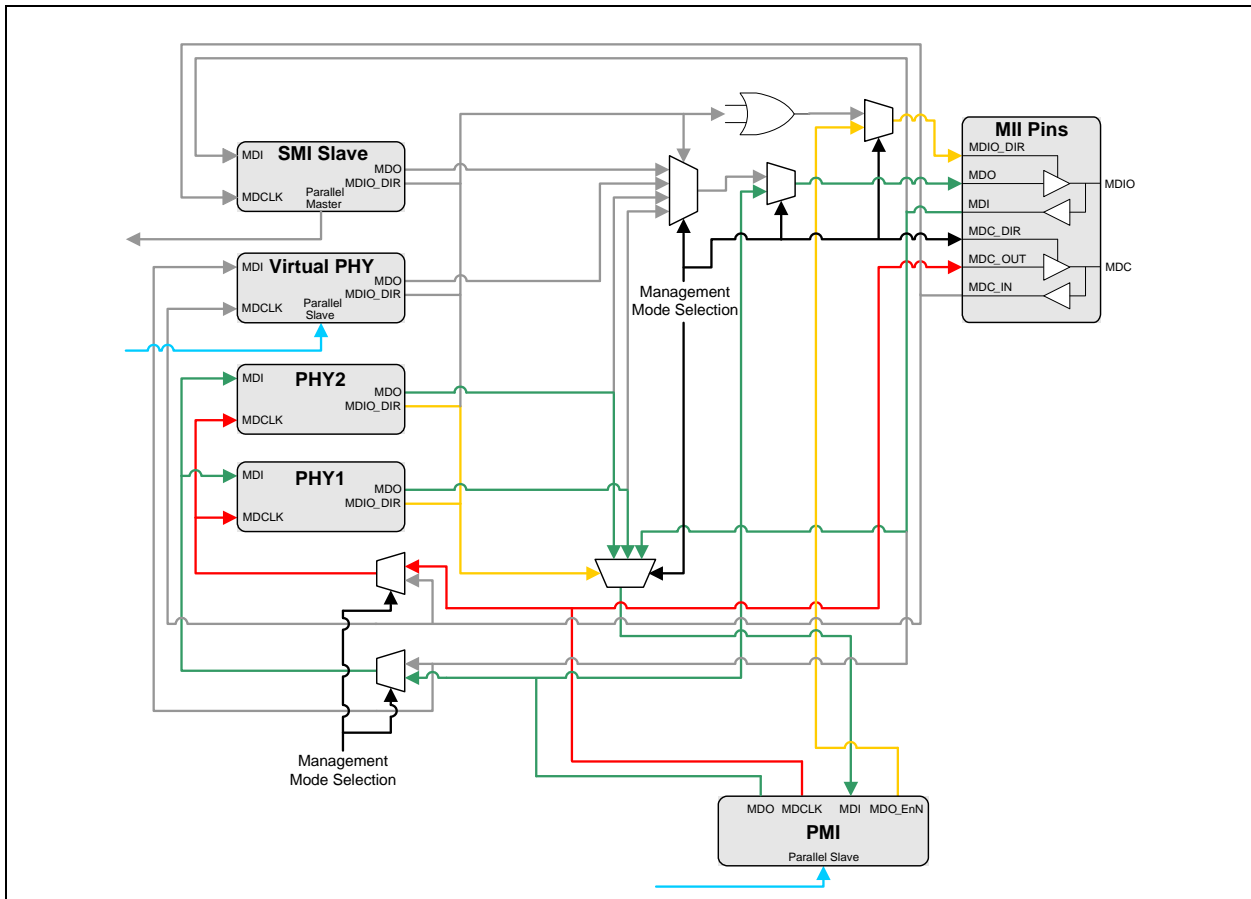 SMI Slave
MDI
MDCLK
MDO
MDIO_DIR
Parallel
Master
Virtual PHY
MDI
MDCLK
MDO
MDIO_DIR
Parallel
Slave
PHY2
MDI
MDCLK
MDO
MDIO_DIR
PHY1
MDI
MDCLK
MDO
MDIO_DIR
Management
Mode Selection
MII Pins
MDIO_DIR
MDO
MDI
MDC_DIR
MDC_OUT
MDC_IN
MDIO
MDC
Management
Mode Selection
MDO MDCLK MDI MDO_EnN
PMI
Parallel Slave